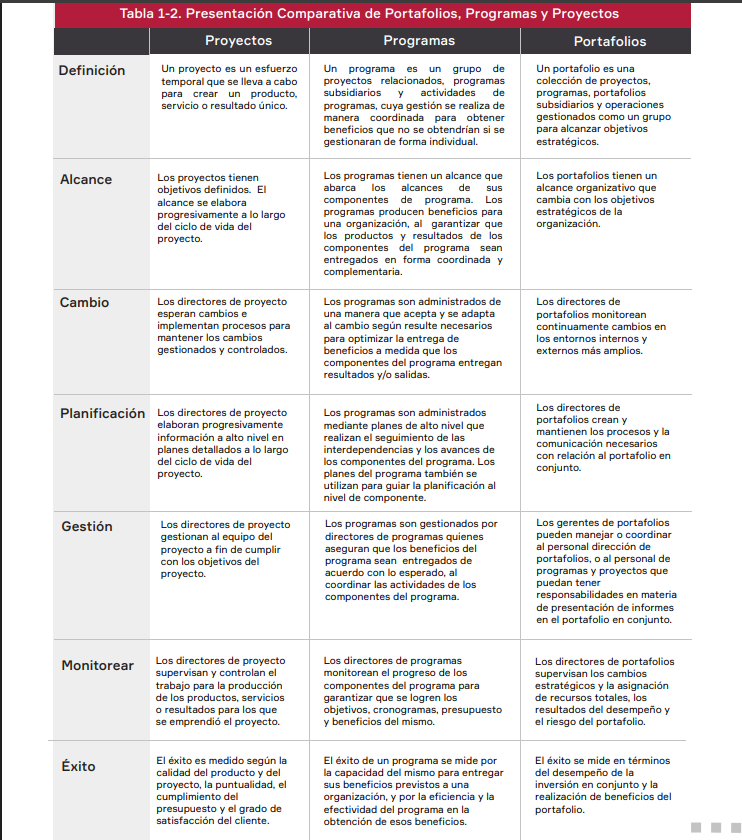 Tabla 1-2. Presentación Comparativa de Portafolios, Programas y Proyectos
Proyectos
Programas
Portafolios
Definición
Un proyecto es un esfuerzo
temporal que se lleva a cabo
para crear un producto,
servicio o resultado único.
Un programa es un grupo de
proyectos relacionados, programas
subsidiarios y actividades de
programas, cuya gestión se realiza de
manera coordinada para obtener
beneficios que no se obtendrían si se
gestionaran de forma individual.
Un portafolio es una
colección de proyectos,
programas, portafolios
subsidiarios y operaciones
gestionados como un grupo
para alcanzar objetivos
estratégicos.
Alcance
Los proyectos tienen
objetivos definidos. El
alcance se elabora
progresivamente a lo largo
del ciclo de vida del
proyecto.
Los programas tienen un alcance que
abarca los alcances de sus
componentes de programa. Los
programas producen beneficios para
una organización, al garantizar que
los productos y resultados de los
componentes del programa sean
entregados en forma coordinada y
complementaria.
Los portafolios tienen un
alcance organizativo que
cambia con los objetivos
estratégicos de la
organización.
Cambio
Los directores de proyecto
esperan cambios e
implementan procesos para
mantener los cambios
gestionados y controlados.
Los programas son administrados de
una manera que acepta y se adapta
al cambio según resulte necesarios
para optimizar la entrega de
beneficios a medida que los
componentes del programa entregan
resultados y/o salidas.
Los directores de
portafolios monitorean
continuamente cambios en
los entornos internos y
externos más amplios.
Planificación
Los directores de proyecto
elaboran progresivamente
información a alto nivel en
planes detallados a lo largo
del ciclo de vida del
proyecto.
Los programas son administrados
mediante planes de alto nivel que
realizan el seguimiento de las
interdependencias y los avances de
los componentes del programa. Los
planes del programa también se
utilizan para guiar la planificación al
nivel de componente.
Los directores de
portafolios crean y
mantienen los procesos y la
comunicación necesarios
con relación al portafolio en
conjunto.
Gestión
Los directores de proyecto
gestionan al equipo del
proyecto a fin de cumplir
con los objetivos del
proyecto.
Los programas son gestionados por
directores de programas quienes
aseguran que los beneficios del
programa sean entregados de
acuerdo con lo esperado, al
coordinar las actividades de los
componentes del programa.
Los gerentes de portafolios
pueden manejar o coordinar
al personal dirección de
portafolios, o al personal de
programas y proyectos que
puedan tener
responsabilidades en materia
de presentación de informes
en el portafolio en conjunto.
Monitorear
Los directores de proyecto
supervisan y controlan el
trabajo para la producción
de los productos, servicios
o resultados para los que
se emprendió el proyecto.
Los directores de programas
monitorean el progreso de los
componentes del programa para
garantizar que se logren los
objetivos, cronogramas, presupuesto
y beneficios del mismo.
Los directores de portafolios
supervisan los cambios
estratégicos y la asignación
de recursos totales, los
resultados del desempeño y
el riesgo del portafolio.
Éxito
El éxito es medido según la
calidad del producto y del
proyecto, la puntualidad, el
cumplimiento del
presupuesto y el grado de
satisfacción del cliente.
El éxito de un programa se mide por
la capacidad del mismo para entregar
sus beneficios previstos a una
organización, y por la eficiencia y la
efectividad del programa en la
obtención de esos beneficios.
El éxito se mide en términos
del desempeño de la
inversión en conjunto y la
realización de beneficios del
portafolio.